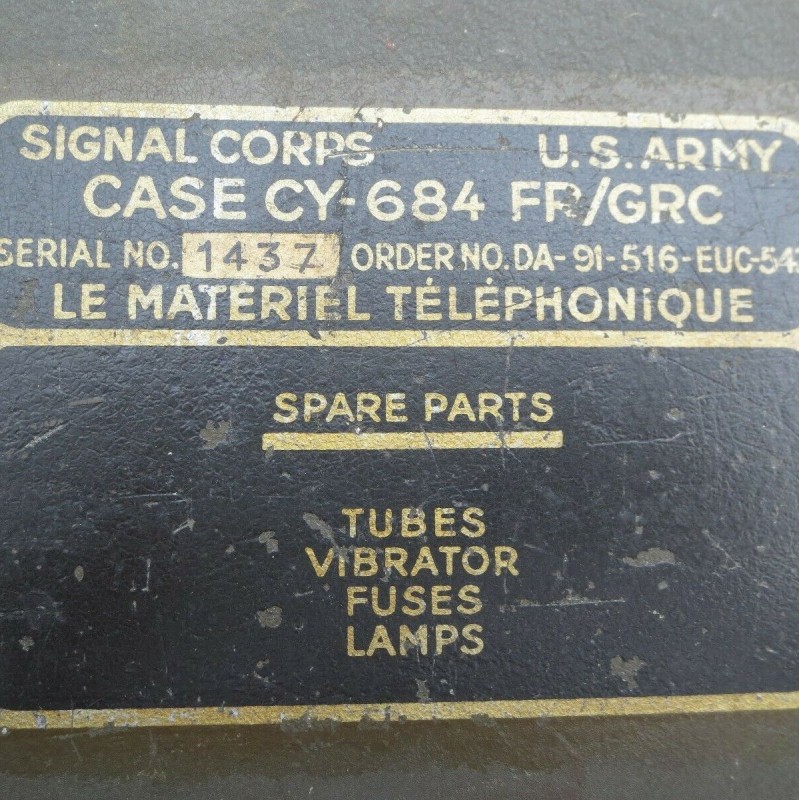 SIGNAL CORPS U.S. ARMY
CASE CY-684 FR/GRC
SERIAL NO. 1437 ORDER NO. DA-91-516-EUC-54
LE MATÉRIEL TÉLÉPHONIQUE
SPARE PARTS
TUBES
VIBRATOR
FUSES
LAMPS